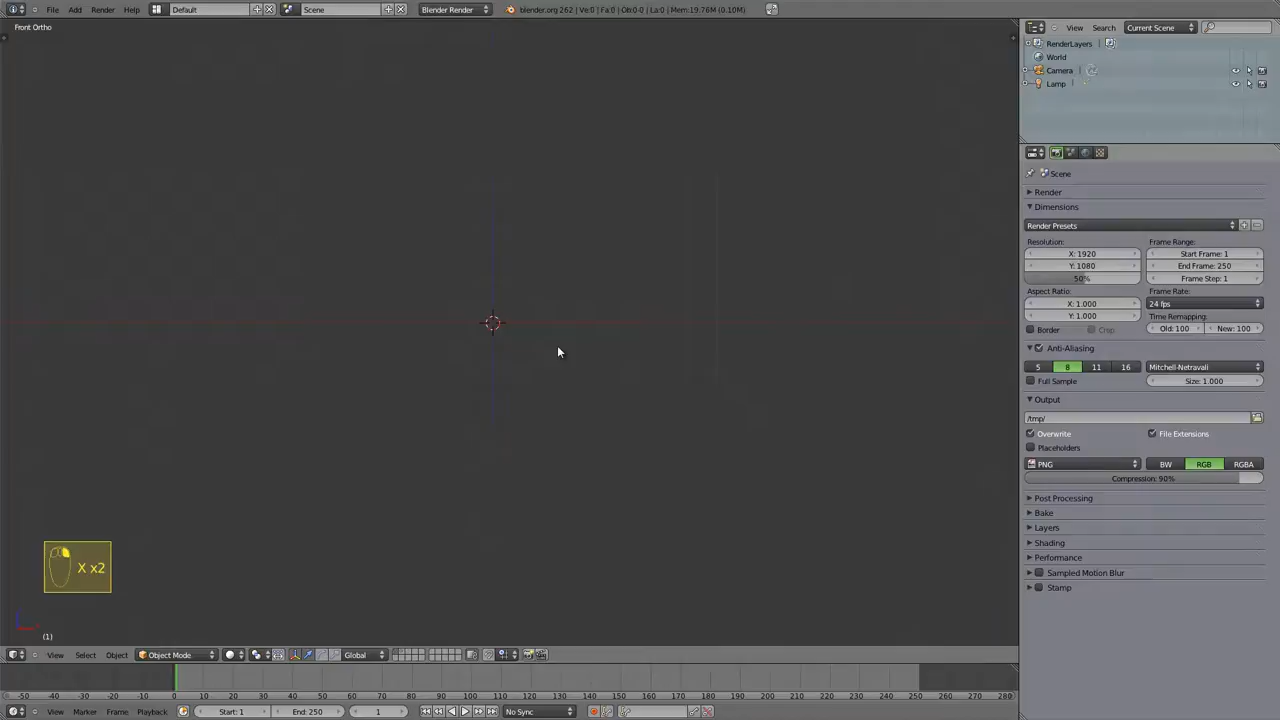 File Add Render Help Default Scene Blender Render blender.org 262 | Ve:0 | Fa:0 | Ob:0-0 | La:0 | Mem:19.76M (0.10M)
Front Ortho
View Search Current Scene
RenderLayers
World
Camera
Lamp
Scene
Render
Dimensions
Render Presets
Resolution: Frame Range:
X: 1920 Start Frame: 1
Y: 1080 End Frame: 250
50% Frame Step: 1
Aspect Ratio: Frame Rate:
X: 1.000 24 fps
Y: 1.000 Time Remapping:
Border Crop Old: 100 New: 100
Anti-Aliasing
5 8 11 16 Mitchell-Netravali
Full Sample Size: 1.000
Output
/tmp/
Overwrite File Extensions
Placeholders
PNG BW RGB RGBA
Compression: 90%
Post Processing
Bake
Layers
Shading
Performance
Sampled Motion Blur
Stamp
X x2
(1)
View Select Object Object Mode Global
-50 -40 -30 -20 -10 0 10 20 30 40 50 60 70 80 90 100 110 120 130 140 150 160 170 180 190 200 210 220 230 240 250 260 270 280
View Marker Frame Playback Start: 1 End: 250 1 No Sync